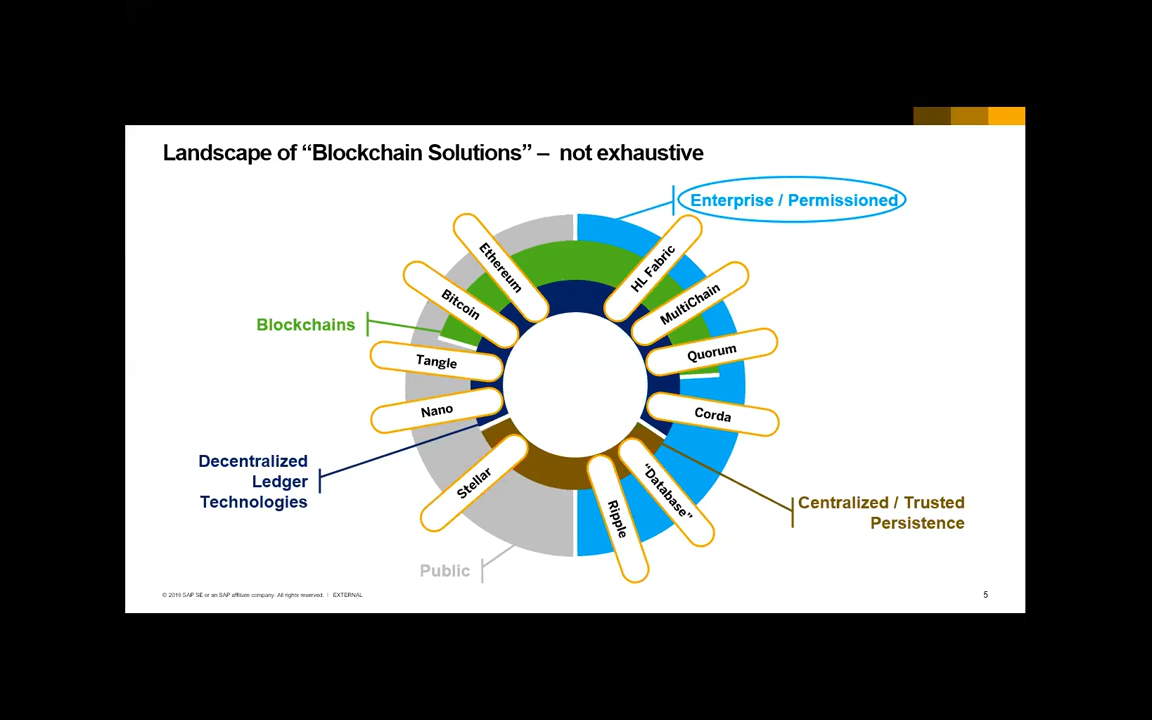 Landscape of “Blockchain Solutions” – not exhaustive
Enterprise / Permissioned
Ethereum
HL Fabric
Bitcoin
MultiChain
Blockchains
Tangle
Quorum
Nano
Corda
Decentralized
Ledger
Technologies
Stellar
Ripple
“Database”
Centralized / Trusted
Persistence
Public
© 2019 SAP SE or an SAP affiliate company. All rights reserved. | EXTERNAL
5